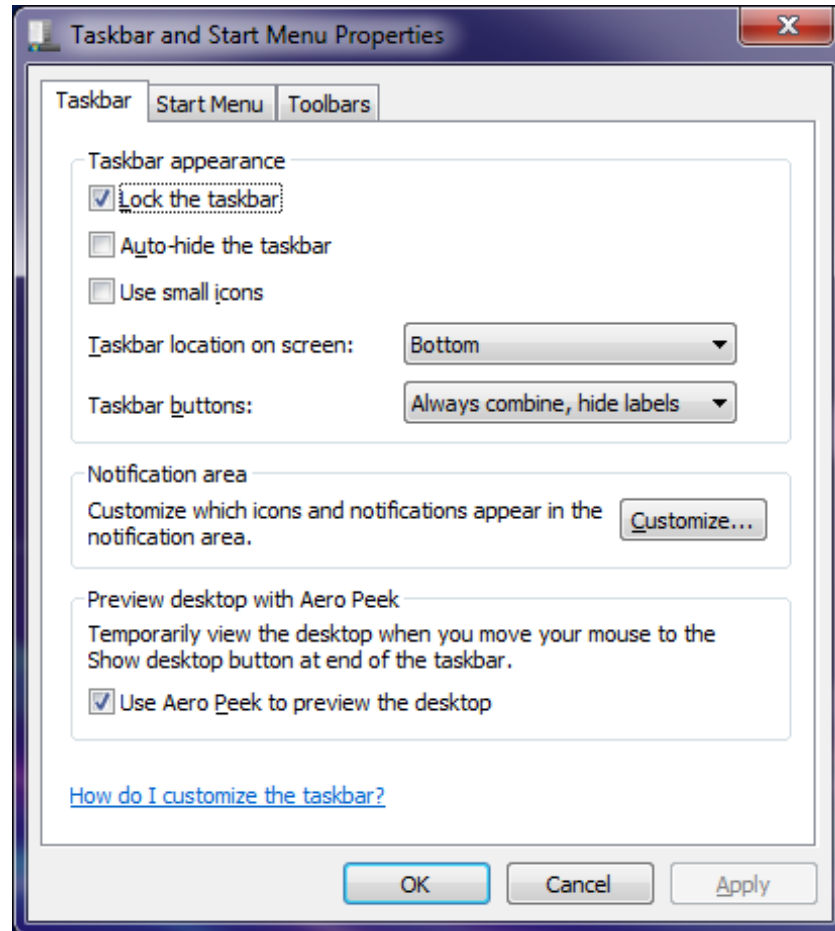 Taskbar and Start Menu Properties
Taskbar
Start Menu
Toolbars
Taskbar appearance
Lock the taskbar
Auto-hide the taskbar
Use small icons
Taskbar location on screen:
Bottom
Taskbar buttons:
Always combine, hide labels
Notification area
Customize which icons and notifications appear in the
notification area.
Customize...
Preview desktop with Aero Peek
Temporarily view the desktop when you move your mouse to the
Show desktop button at end of the taskbar.
Use Aero Peek to preview the desktop
How do I customize the taskbar?
OK
Cancel
Apply